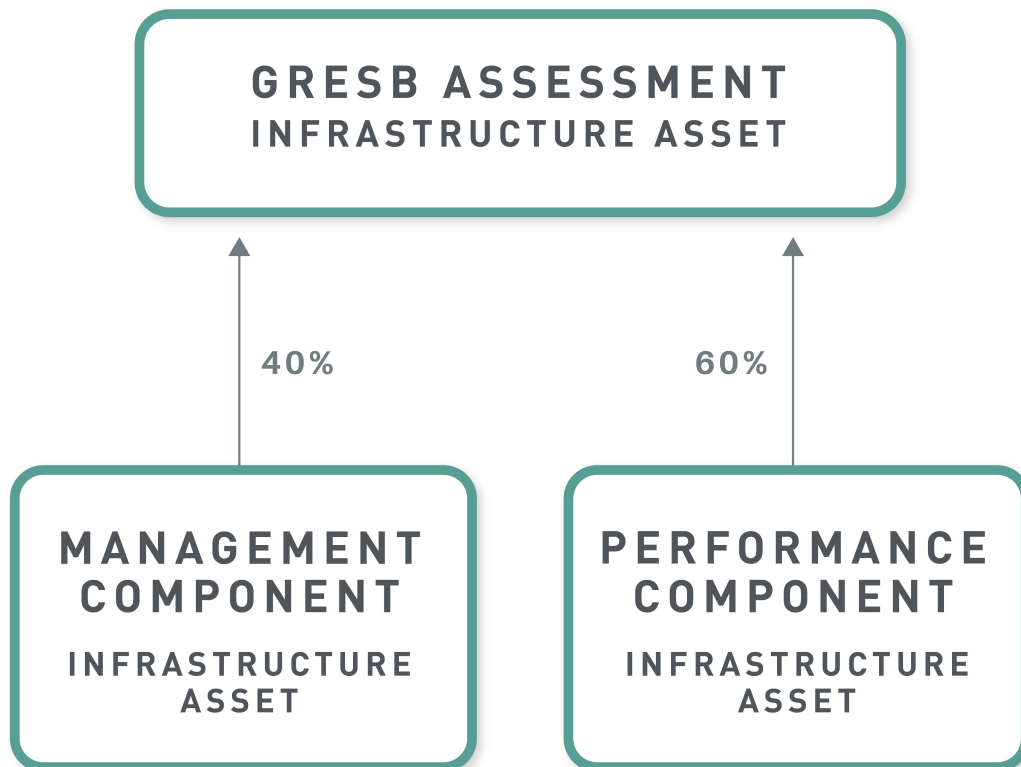 GRESB ASSESSMENT
INFRASTRUCTURE ASSET
40%
60%
MANAGEMENT
COMPONENT
INFRASTRUCTURE
ASSET
PERFORMANCE
COMPONENT
INFRASTRUCTURE
ASSET